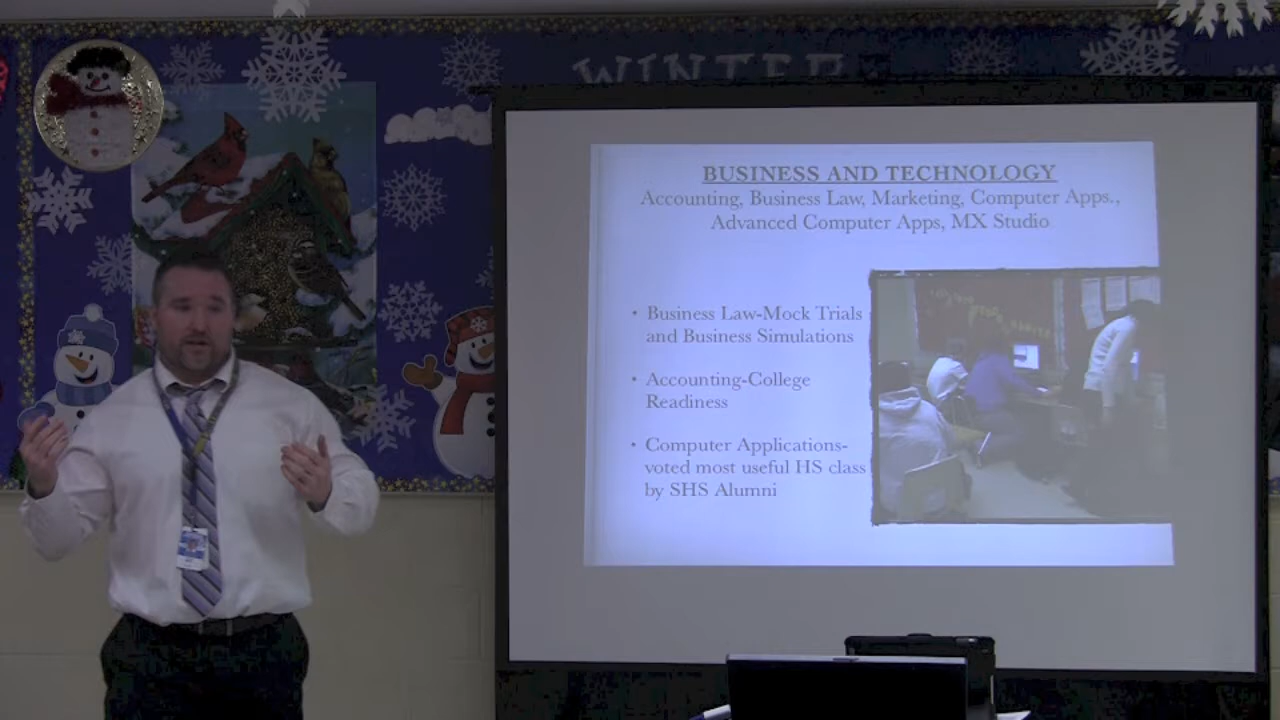 WINTER
BUSINESS AND TECHNOLOGY
Accounting, Business Law, Marketing, Computer Apps.,
Advanced Computer Apps, MX Studio
• Business Law-Mock Trials
and Business Simulations
• Accounting-College
Readiness
• Computer Applications-
voted most useful HS class
by SHS Alumni